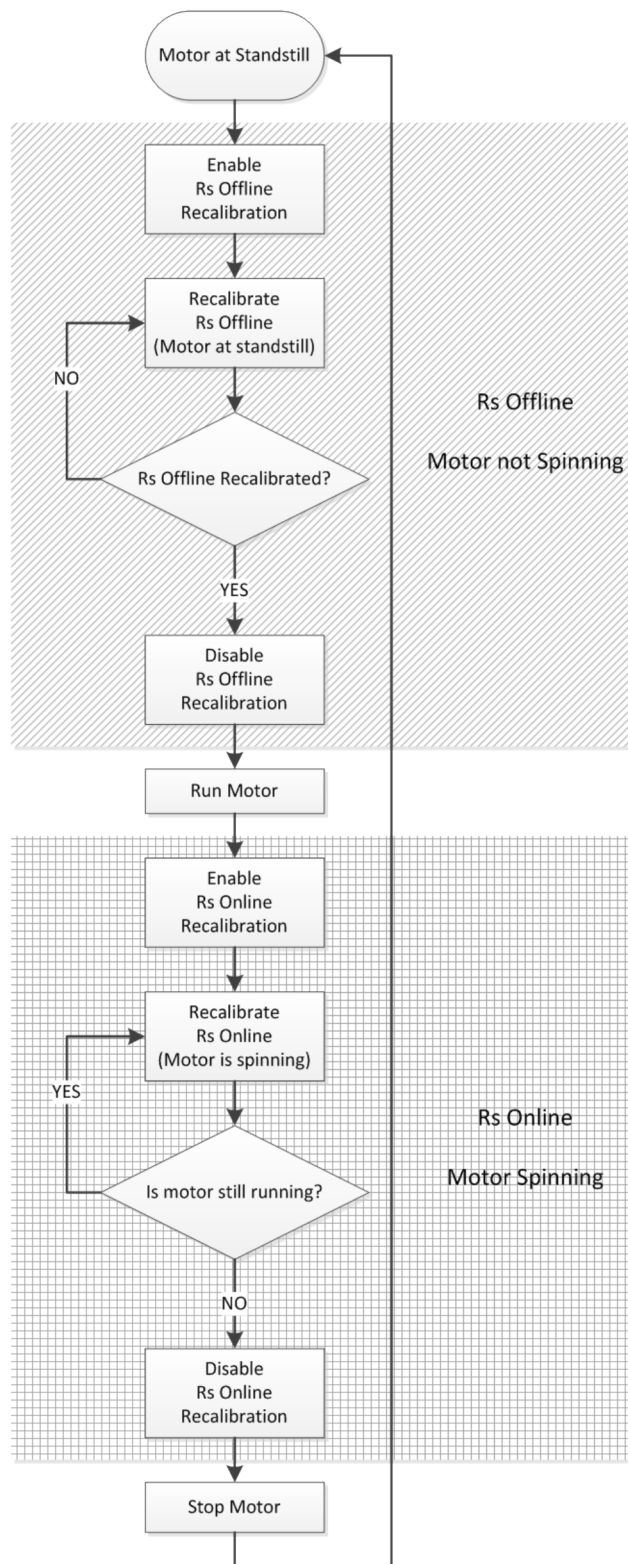 Motor at Standstill
Enable
Rs Offline
Recalibration
Recalibrate
Rs Offline
(Motor at standstill)
NO
Rs Offline
Motor not Spinning
Rs Offline Recalibrated?
YES
Disable
Rs Offline
Recalibration
Run Motor
Enable
Rs Online
Recalibration
Recalibrate
Rs Online
(Motor is spinning)
YES
Rs Online
Motor Spinning
Is motor still running?
NO
Disable
Rs Online
Recalibration
Stop Motor